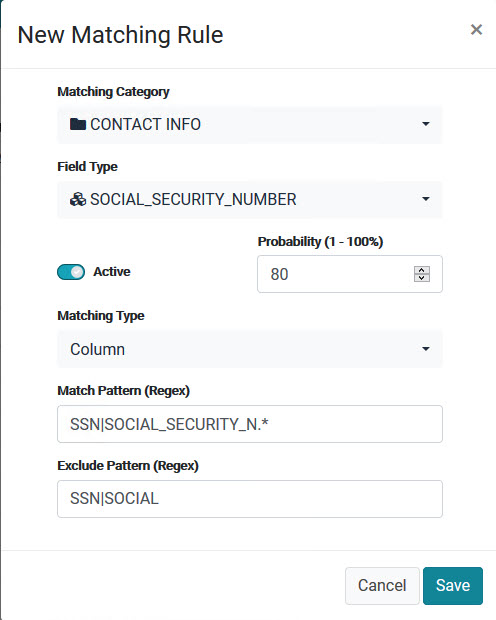 New Matching Rule
×
Matching Category
CONTACT INFO
Field Type
SOCIAL_SECURITY_NUMBER
Probability (1 - 100%)
Active
80
Matching Type
Column
Match Pattern (Regex)
SSN|SOCIAL_SECURITY_N.*
Exclude Pattern (Regex)
SSN|SOCIAL
Cancel Save